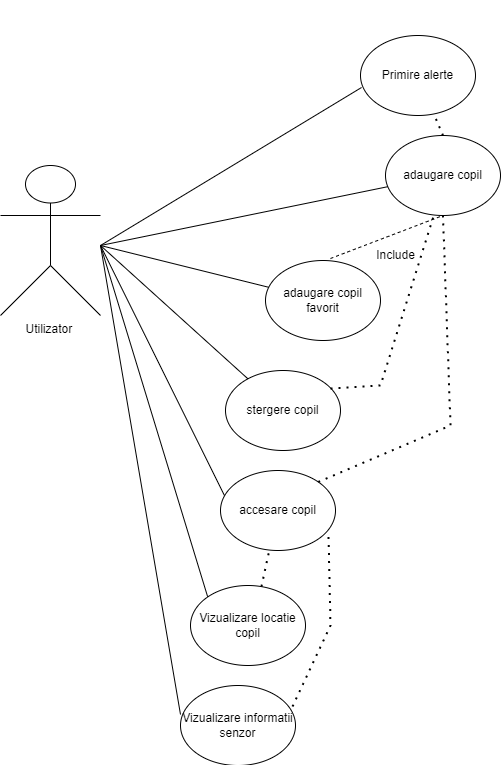 Primire alerte
adaugare copil
Include
adaugare copil
favorit
Utilizator
stergere copil
accesare copil
Vizualizare locatie
copil
Vizualizare informatii
senzor